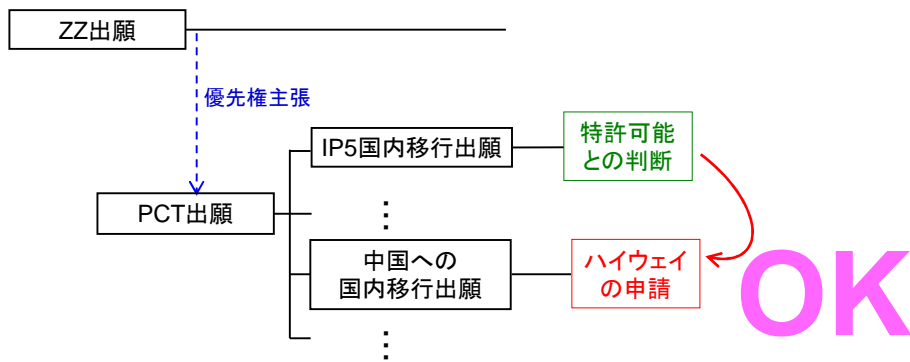 ZZ出願
優先権主張
IP5国内移行出願
特許可能
との判断
PCT出願
⋮
中国への
国内移行出願
ハイウェイ
の申請
OK
⋮